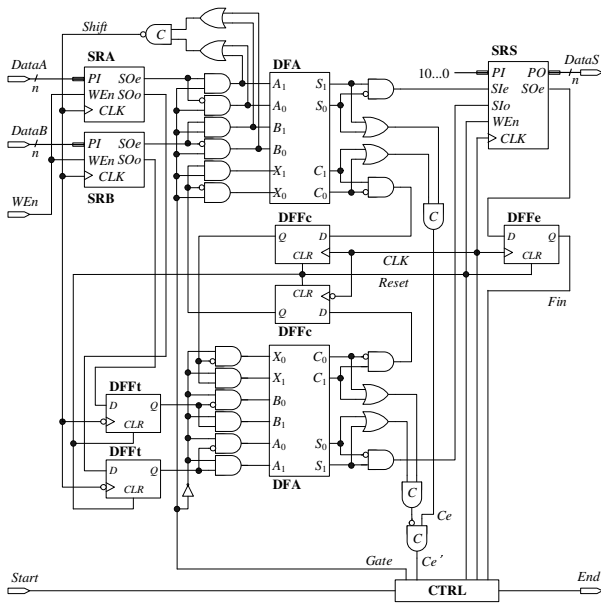 Shift
C
DataA
n
SRA
PI SOe
WEn SOo
CLK
DataB
n
PI SOe
WEn SOo
CLK
SRB
WEn
DFA
A1 S1
A0 S0
B1
B0
X1 C1
X0 C0
10...0
SRS
PI PO
SIe SOe
SIo
WEn
CLK
DataS
n
C
DFFc
Q D
CLR
CLK
Reset
DFFe
D Q
CLR
Fin
CLR
Q D
DFFc
X0 C0
X1 C1
B0
B1
A0 S0
A1 S1
DFA
DFFt
D Q
CLR
DFFt
D Q
CLR
C
Ce
C
Ce′
Gate
Start
CTRL
End